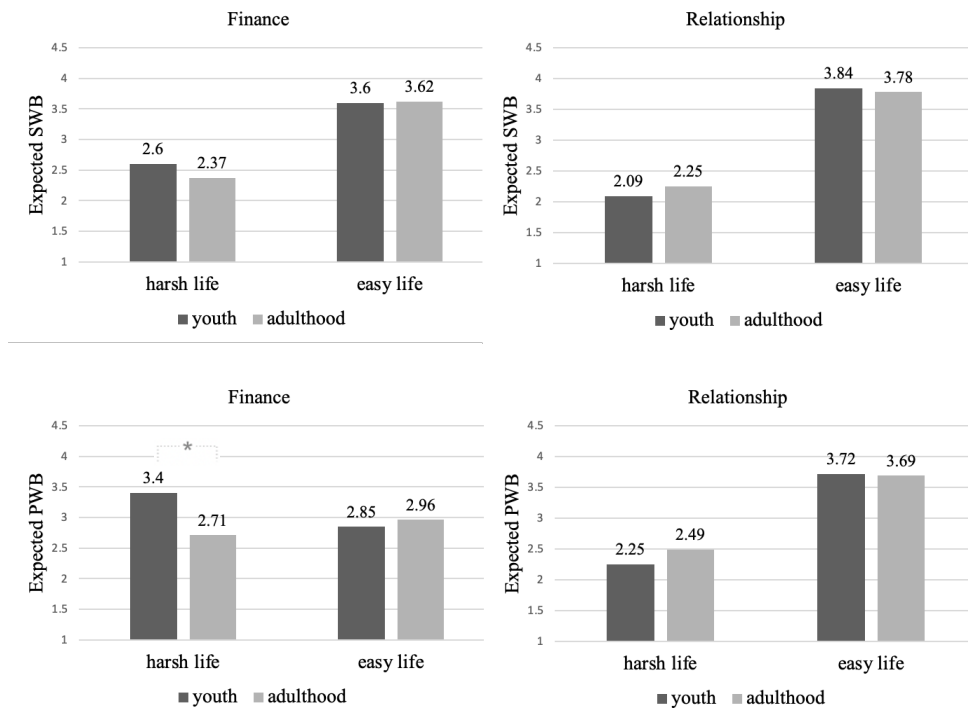 Finance
Expected SWB
4.5
4
3.5
3
2.5
2
1.5
1
2.6
2.37
3.6
3.62
harsh life
easy life
youth
adulthood
Relationship
Expected SWB
4.5
4
3.5
3
2.5
2
1.5
1
2.09
2.25
3.84
3.78
harsh life
easy life
youth
adulthood
Finance
Expected PWB
4.5
4
3.5
3
2.5
2
1.5
1
*
3.4
2.71
2.85
2.96
harsh life
easy life
youth
adulthood
Relationship
Expected PWB
4.5
4
3.5
3
2.5
2
1.5
1
2.25
2.49
3.72
3.69
harsh life
easy life
youth
adulthood